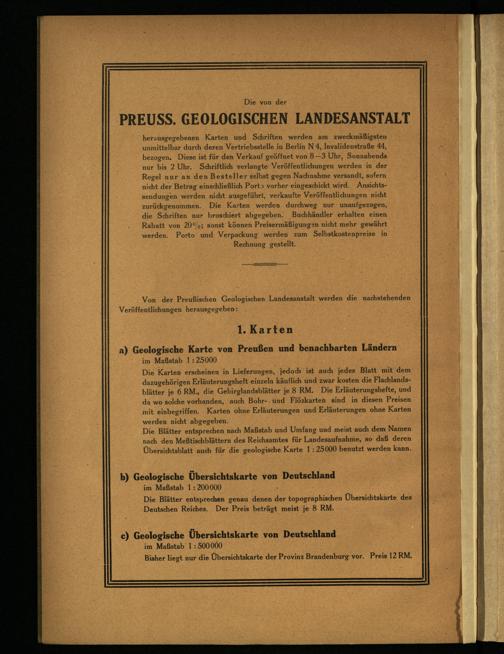 Die von der
PREUSS. GEOLOGISCHEN LANDESANSTALT
herausgegebenen Karten und Schriften werden am zweckmäßigsten
unmittelbar durch deren Vertriebsstelle in Berlin N 4, Invalidenstraße 44,
bezogen. Diese ist für den Verkauf geöffnet von 8—3 Uhr, Sonnabends
nur bis 2 Uhr. Schriftlich verlangte Veröffentlichungen werden in der
Regel nur an den Besteller selbst gegen Nachnahme versandt, sofern
nicht der Betrag einschließlich Porto vorher eingeschickt wird. Ansichts-
sendungen werden nicht ausgeführt, verkaufte Veröffentlichungen nicht
zurückgenommen. Die Karten werden durchweg nur unaufgezogen,
die Schriften nur broschiert abgegeben. Buchhändler erhalten einen
Rabatt von 20%; sonst können Preisermäßigungen nicht mehr gewährt
werden. Porto und Verpackung werden zum Selbstkostenpreise in
Rechnung gestellt.
Von der Preußischen Geologischen Landesanstalt werden die nachstehenden
Veröffentlichungen herausgegeben:
1. Karten
a) Geologische Karte von Preußen und benachbarten Ländern
im Maßstab 1:25000
Die Karten erscheinen in Lieferungen, jedoch ist auch jedes Blatt mit dem
dazugehörigen Erläuterungsheft einzeln käuflich und zwar kosten die Flachlands-
blätter je 6 RM., die Gebirglandsblätter je 8 RM. Die Erläuterungshefte, und
da wo solche vorhanden, auch Bohr- und Flözkarten sind in diesen Preisen
mit einbegriffen. Karten ohne Erläuterungen und Erläuterungen ohne Karten
werden nicht abgegeben.
Die Blätter entsprechen nach Maßstab und Umfang und meist auch dem Namen
nach den Meßtischblättern des Reichsamtes für Landesaufnahme, so daß deren
Übersichtsblatt auch für die geologische Karte 1:25000 benutzt werden kann.
b) Geologische Übersichtskarte von Deutschland
im Maßstab 1:200000
Die Blätter entsprechen genau denen der topographischen Übersichtskarte des
Deutschen Reiches. Der Preis beträgt meist je 8 RM.
c) Geologische Übersichtskarte von Deutschland
im Maßstab 1:500000
Bisher liegt nur die Übersichtskarte der Provinz Brandenburg vor. Preis 12 RM.